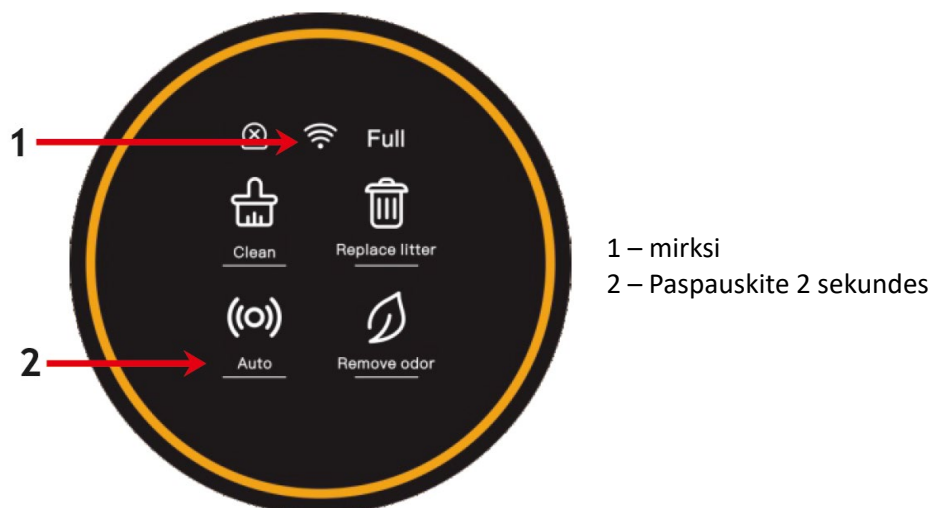 1
Full
Clean
Replace litter
1 – mirksi
2 – Paspauskite 2 sekundes
2
Auto
Remove odor